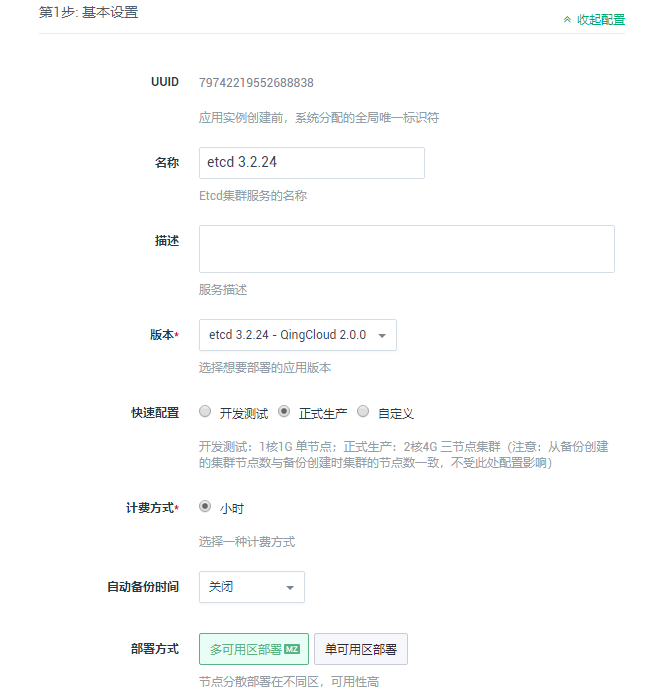 第1步: 基本设置
收起配置
UUID 79742219552688838
应用实例创建前，系统分配的全局唯一标识符
名称 etcd 3.2.24
Etcd集群服务的名称
描述
服务描述
版本* etcd 3.2.24 - QingCloud 2.0.0
选择想要部署的应用版本
快速配置 开发测试 正式生产 自定义
开发测试：1核1G 单节点；正式生产：2核4G 三节点集群（注意：从备份创建
的集群节点数与备份创建时集群的节点数一致，不受此处配置影响）
计费方式* 小时
选择一种计费方式
自动备份时间 关闭
部署方式 多可用区部署 MZ 单可用区部署
节点分散部署在不同区，可用性高